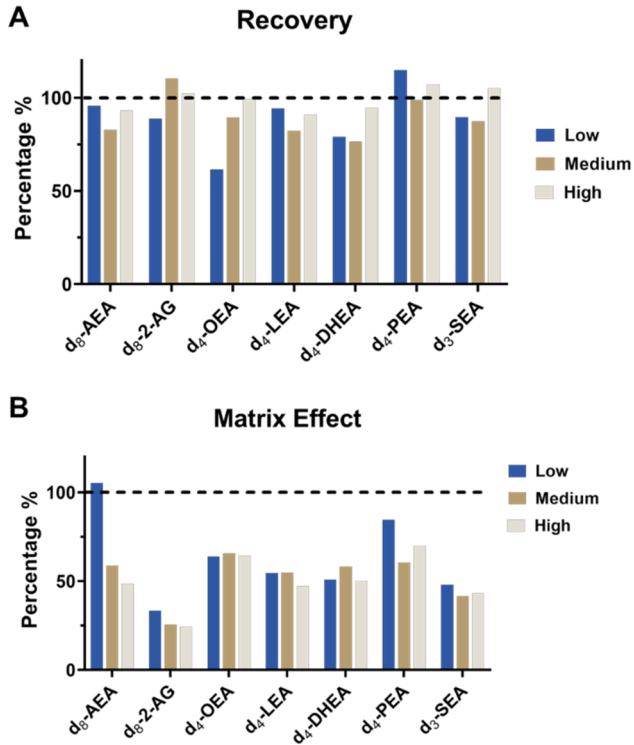 A
Recovery
Percentage %
100
50
0
Low
Medium
High
d₈-AEA
d₈-2-AG
d₄-OEA
d₄-LEA
d₄-DHEA
d₄-PEA
d₃-SEA
B
Matrix Effect
Percentage %
100
50
0
Low
Medium
High
d₈-AEA
d₈-2-AG
d₄-OEA
d₄-LEA
d₄-DHEA
d₄-PEA
d₃-SEA